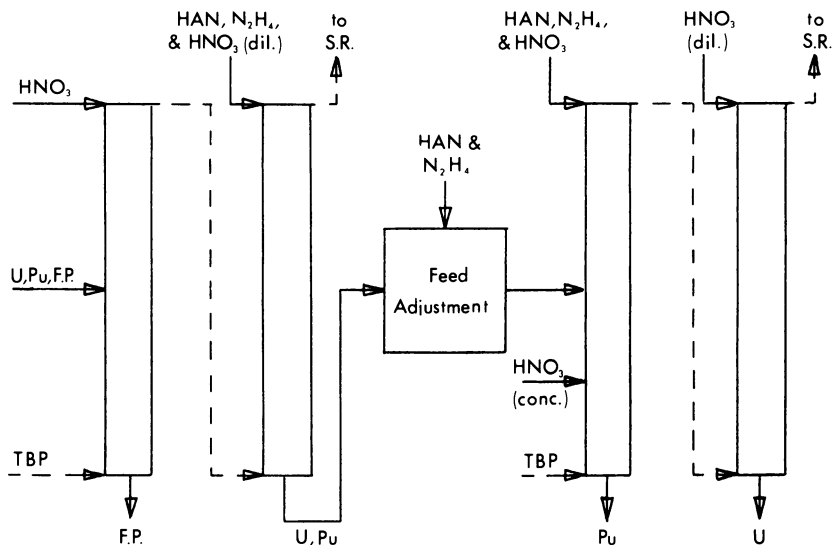 HAN, N₂H₄,
& HNO₃ (dil.)
to
S.R.
HAN, N₂H₄,
& HNO₃
HNO₃
(dil.)
to
S.R.
HNO₃
HAN &
N₂H₄
U,Pu,F.P.
Feed
Adjustment
HNO₃
(conc.)
TBP
TBP
F.P.
U, Pu
Pu
U